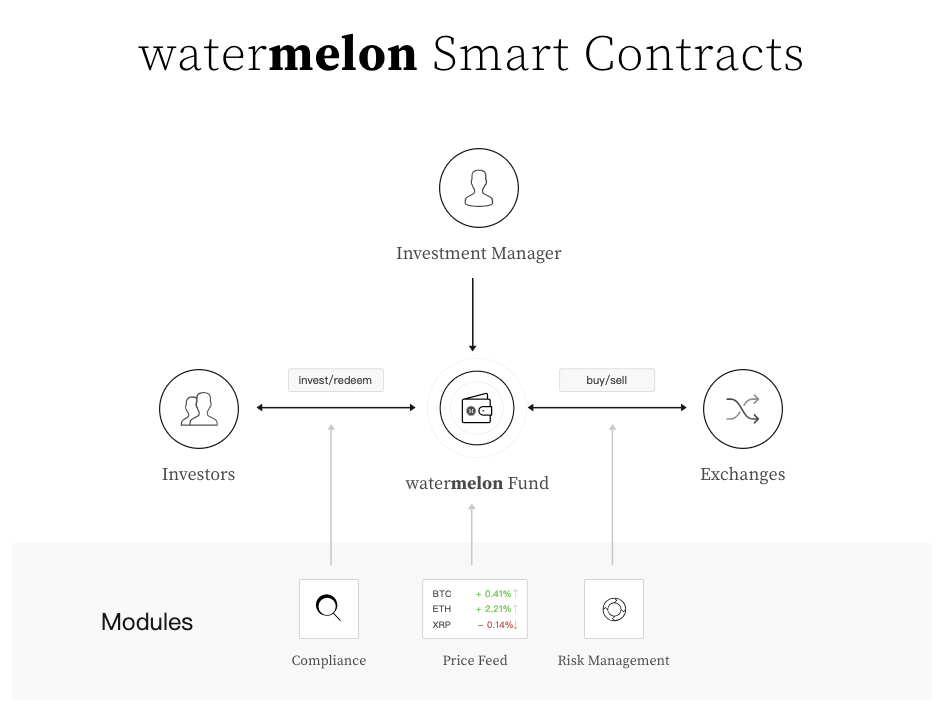 watermelon Smart Contracts
Investment Manager
invest/redeem
buy/sell
Investors
watermelon Fund
Exchanges
Modules
BTC + 0.41%↑
ETH + 2.21%↑
XRP − 0.14%↓
Compliance
Price Feed
Risk Management